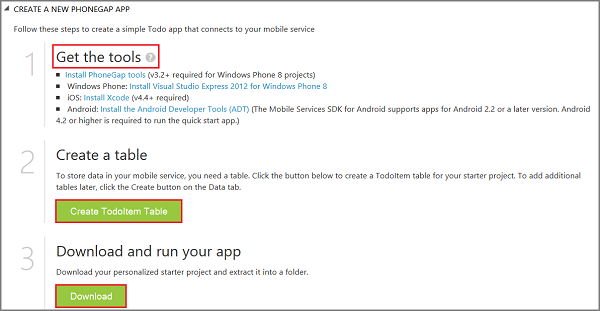 CREATE A NEW PHONEGAP APP
Follow these steps to create a simple Todo app that connects to your mobile service
1
Get the tools ?
Install PhoneGap tools (v3.2+ required for Windows Phone 8 projects)
Windows Phone: Install Visual Studio Express 2012 for Windows Phone 8
iOS: Install Xcode (v4.4+ required)
Android: Install the Android Developer Tools (ADT) (The Mobile Services SDK for Android supports apps for Android 2.2 or a later version. Android
4.2 or higher is required to run the quick start app.)
2
Create a table
To store data in your mobile service, you need a table. Click the button below to create a TodoItem table for your starter project. To add additional
tables later, click the Create button on the Data tab.
Create TodoItem Table
3
Download and run your app
Download your personalized starter project and extract it into a folder.
Download